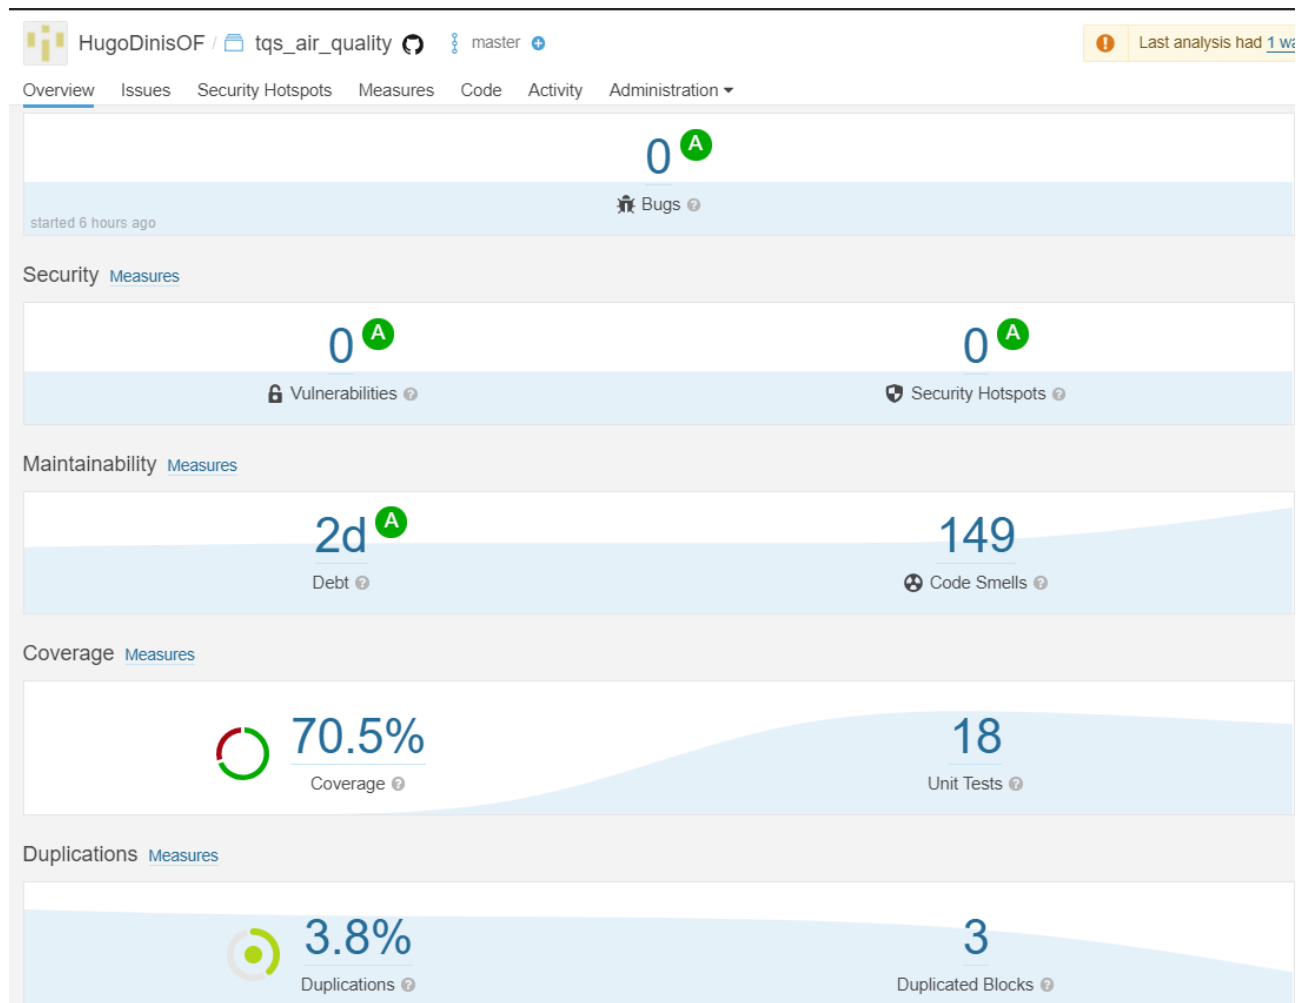 HugoDinisOF / tqs_air_quality master
Last analysis had 1 wa
Overview Issues Security Hotspots Measures Code Activity Administration
0 A
Bugs
started 6 hours ago
Security Measures
0 A 0 A
Vulnerabilities Security Hotspots
Maintainability Measures
2d A 149
Debt Code Smells
Coverage Measures
70.5% 18
Coverage Unit Tests
Duplications Measures
3.8% 3
Duplications Duplicated Blocks